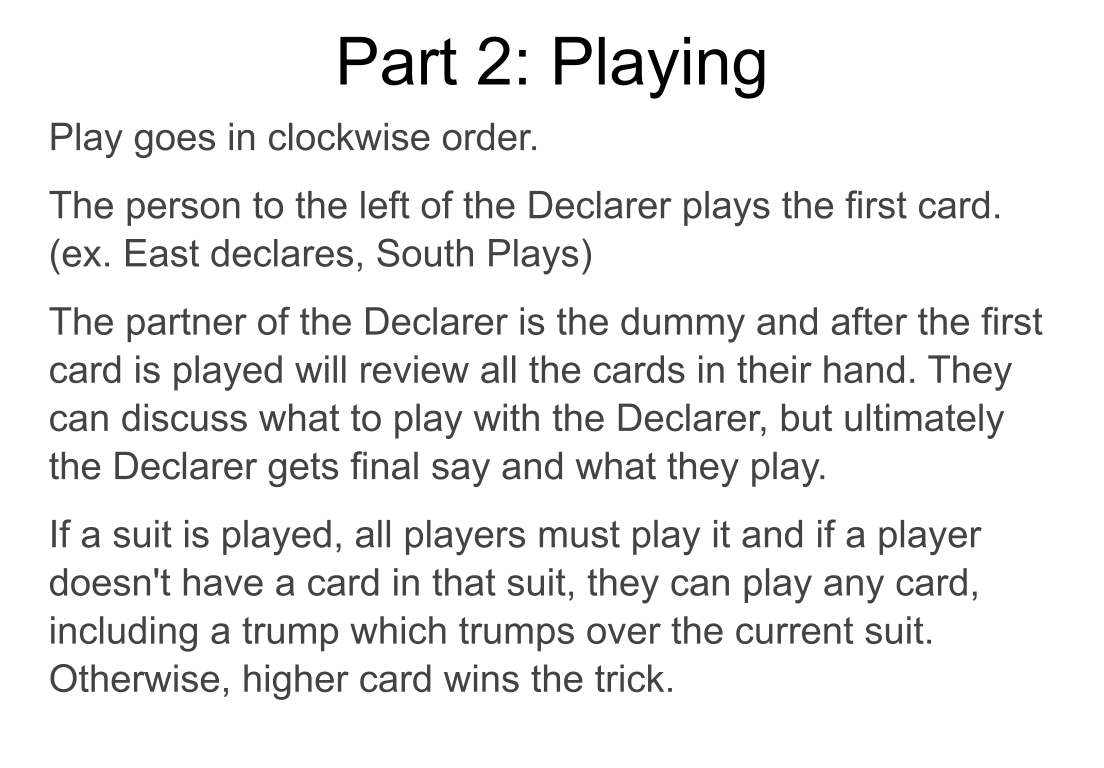 Part 2: Playing
Play goes in clockwise order.
The person to the left of the Declarer plays the first card.
(ex. East declares, South Plays)
The partner of the Declarer is the dummy and after the first
card is played will review all the cards in their hand. They
can discuss what to play with the Declarer, but ultimately
the Declarer gets final say and what they play.
If a suit is played, all players must play it and if a player
doesn't have a card in that suit, they can play any card,
including a trump which trumps over the current suit.
Otherwise, higher card wins the trick.